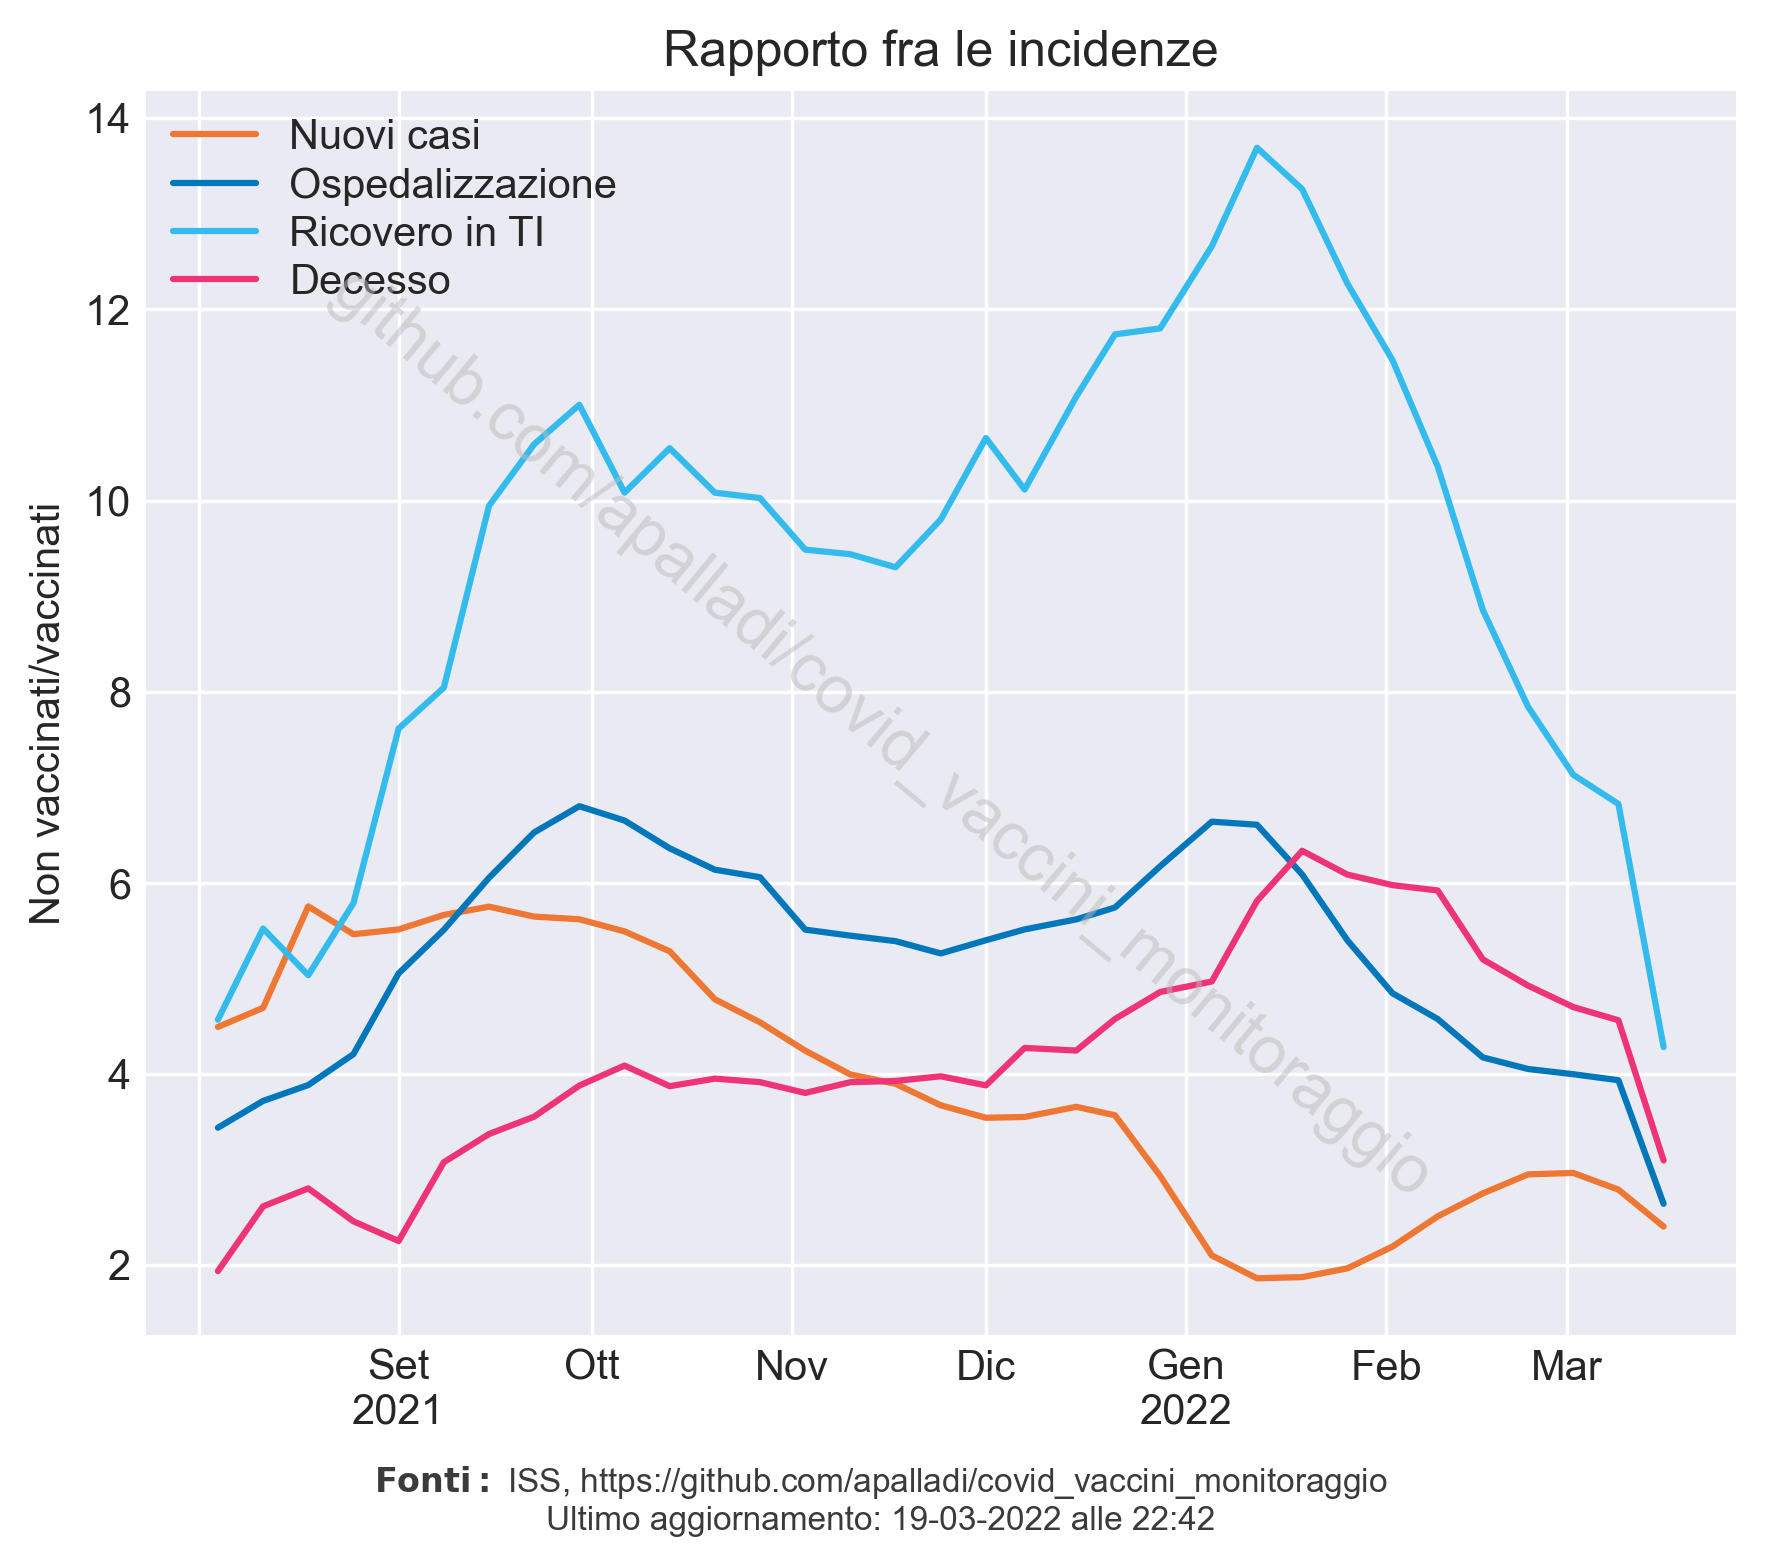 Rapporto fra le incidenze
14
12
10
8
6
4
2
Non vaccinati/vaccinati
Nuovi casi
Ospedalizzazione
Ricovero in TI
Decesso
github.com/apalladi/covid_vaccini_monitoraggio
Set Ott Nov Dic Gen Feb Mar
2021 2022
Fonti: ISS, https://github.com/apalladi/covid_vaccini_monitoraggio
Ultimo aggiornamento: 19-03-2022 alle 22:42